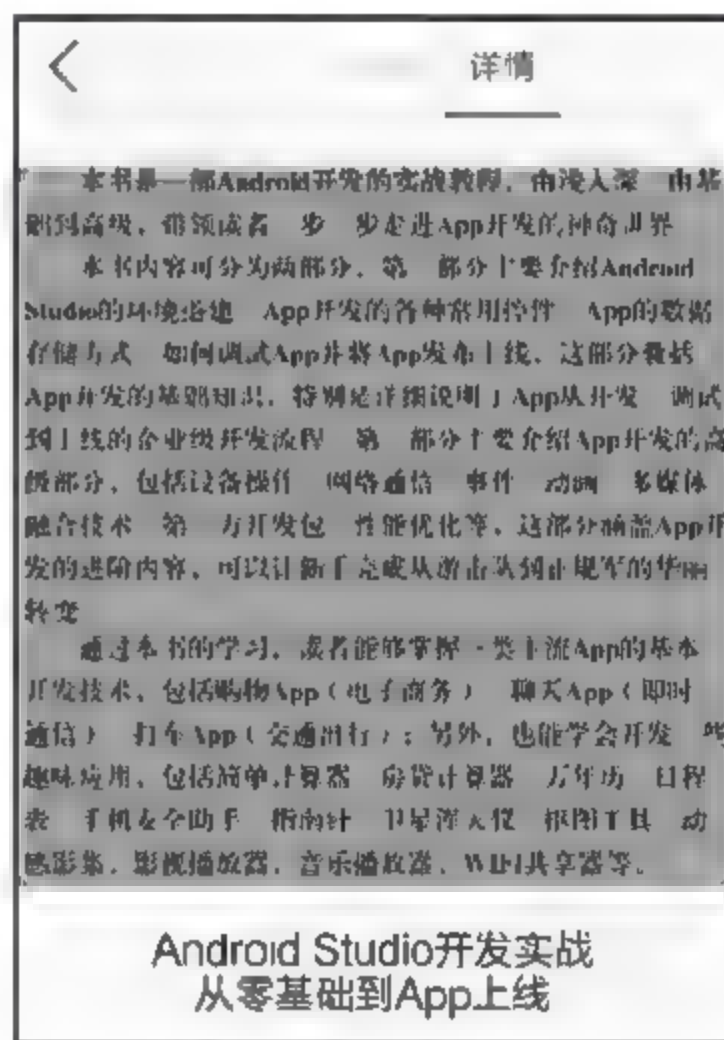 详情
本书是一部Android开发的实战教程，由浅入深 由基
础到高级，带领读者 步 步走进App开发的神奇世界
本书内容可分为两部分，第 部分主要介绍Android
Studio的环境搭建 App开发的各种常用控件 App的数据
存储方式 如何调试App并将App发布上线，这部分囊括
App开发的基础知识，特别是详细说明了App从开发 调试
到上线的企业级开发流程 第 部分主要介绍App开发的高
级部分，包括设备操作 网络通信 事件 动画 多媒体
融合技术 第 方开发包 性能优化等，这部分涵盖App开
发的进阶内容，可以让新手完成从游击队到正规军的华丽
转变
通过本书的学习，读者能够掌握 类主流App的基本
开发技术，包括购物App（电子商务） 聊天App（即时
通信） 打车App（交通出行）；另外，也能学会开发 些
趣味应用，包括简单计算器 房贷计算器 万年历 日程
表 手机安全助手 指南针 卫星浑天仪 抠图工具 动
感影集，影视播放器，音乐播放器，WIFI共享器等。
Android Studio开发实战
从零基础到App上线